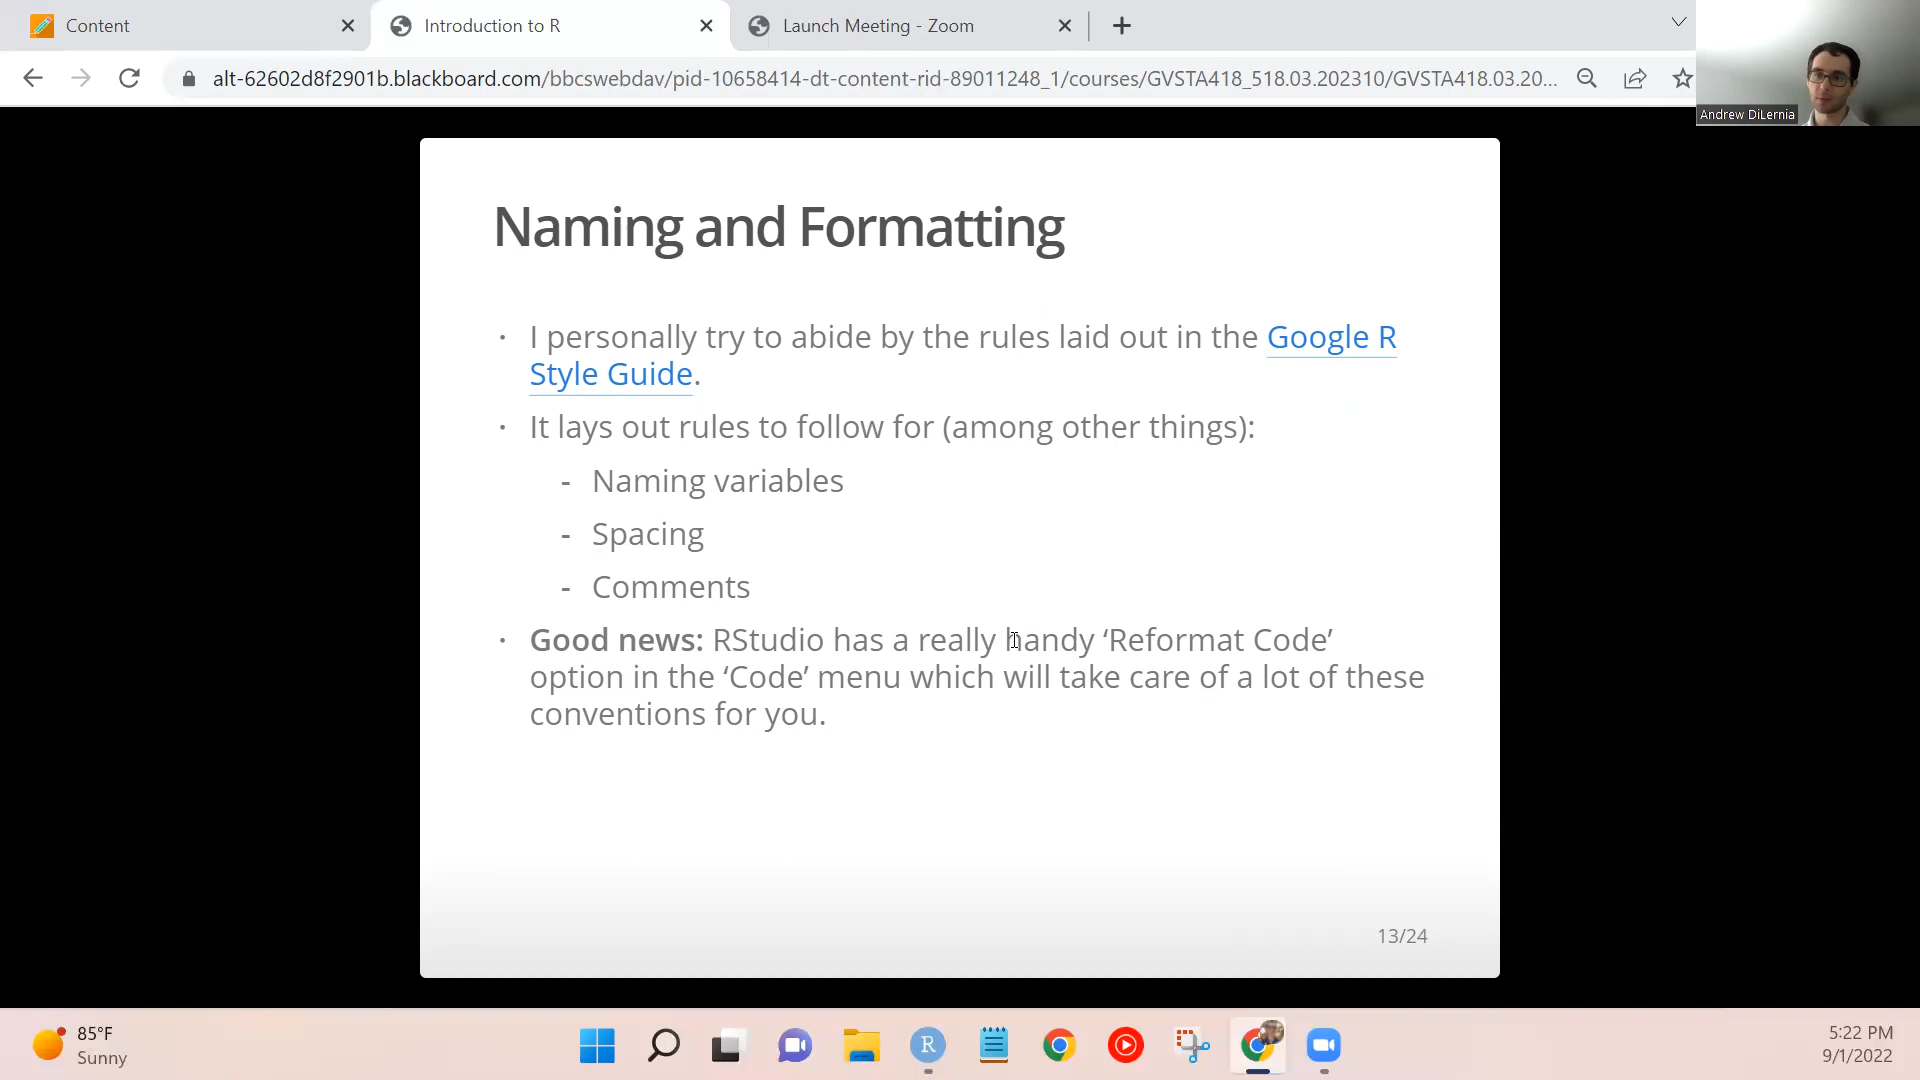 Content
Introduction to R
Launch Meeting - Zoom
alt-62602d8f2901b.blackboard.com/bbcswebdav/pid-10658414-dt-content-rid-89011248_1/courses/GVSTA418_518.03.202310/GVSTA418.03.20...
Andrew DiLernia
Naming and Formatting
· I personally try to abide by the rules laid out in the Google R
Style Guide.
· It lays out rules to follow for (among other things):
- Naming variables
- Spacing
- Comments
· Good news: RStudio has a really handy ‘Reformat Code’
option in the ‘Code’ menu which will take care of a lot of these
conventions for you.
13/24
85°F
Sunny
R
5:22 PM
9/1/2022